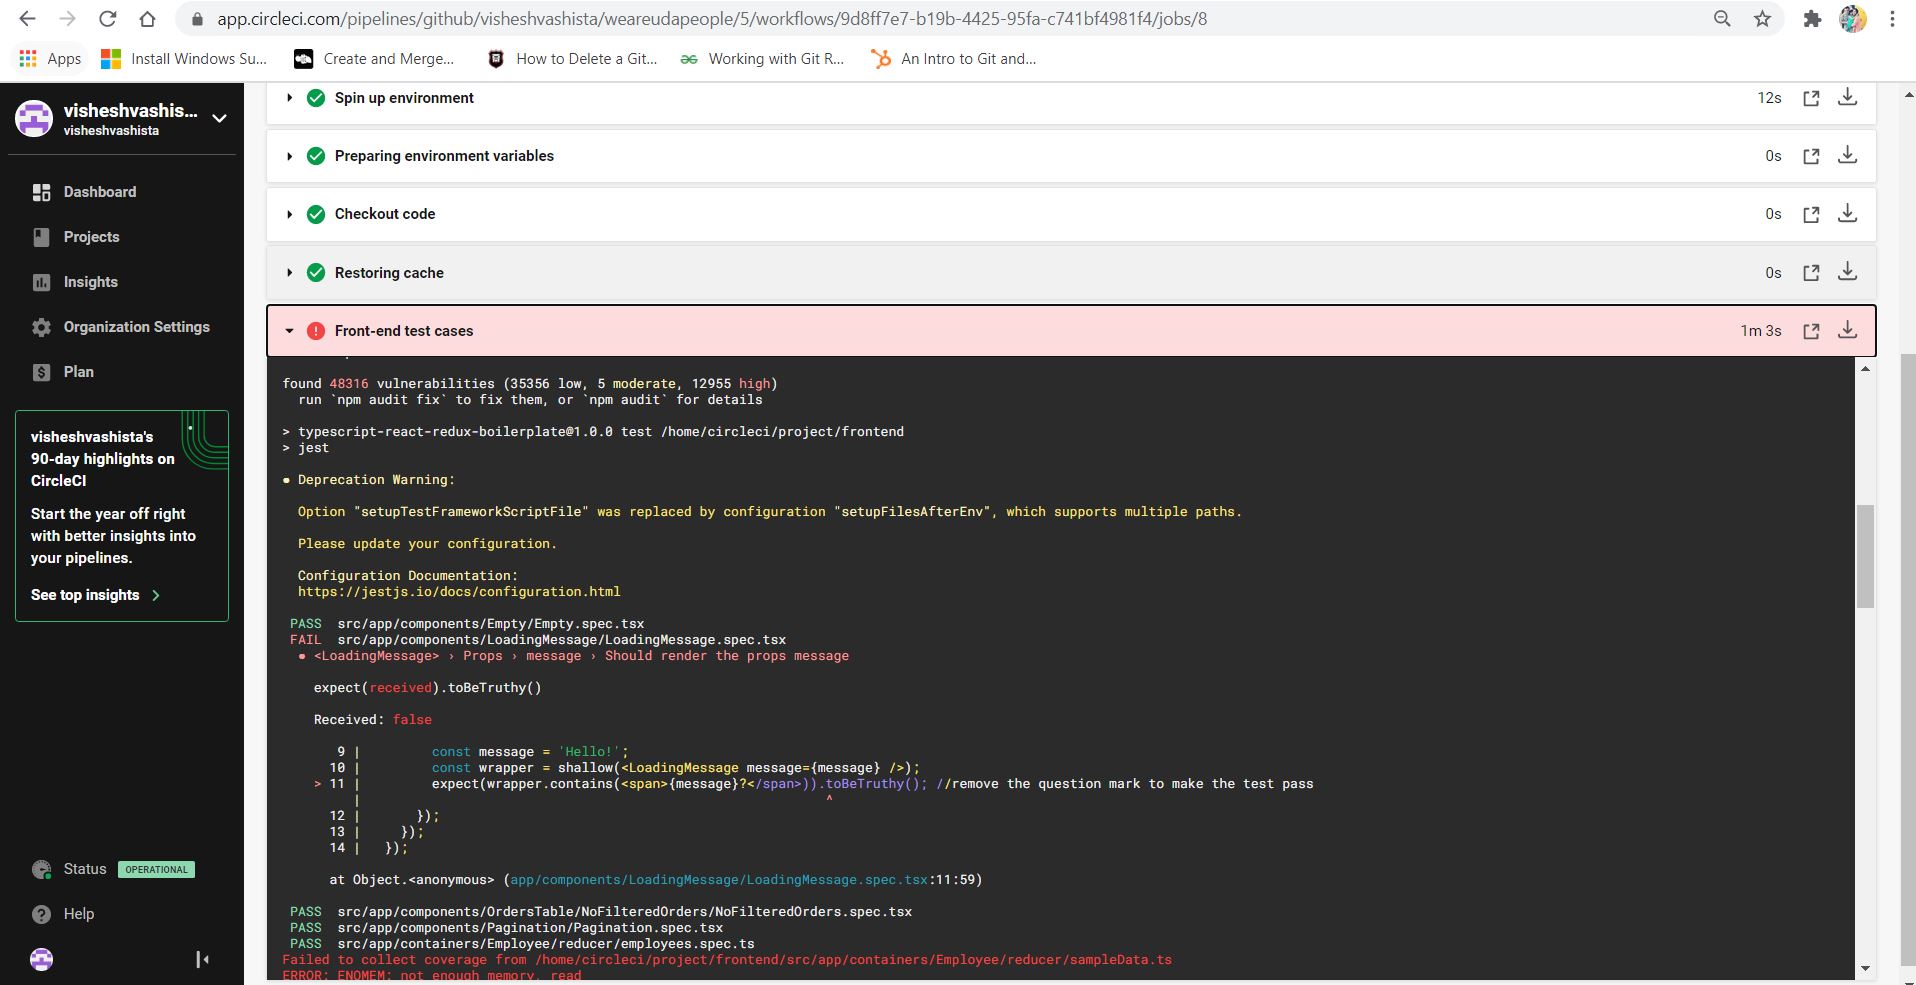 app.circleci.com/pipelines/github/visheshvashista/weareudapeople/5/workflows/9d8ff7e7-b19b-4425-95fa-c741bf4981f4/jobs/8
Apps
Install Windows Su...
Create and Merge...
How to Delete a Git...
Working with Git R...
An Intro to Git and...
visheshvashis...
visheshvashista
Dashboard
Projects
Insights
Organization Settings
Plan
visheshvashista's
90-day highlights on
CircleCI
Start the year off right
with better insights into
your pipelines.
See top insights
Status OPERATIONAL
Help
Spin up environment 12s
Preparing environment variables 0s
Checkout code 0s
Restoring cache 0s
Front-end test cases 1m 3s
found 48316 vulnerabilities (35356 low, 5 moderate, 12955 high)
run `npm audit fix` to fix them, or `npm audit` for details
> typescript-react-redux-boilerplate@1.0.0 test /home/circleci/project/frontend
> jest
● Deprecation Warning:
Option "setupTestFrameworkScriptFile" was replaced by configuration "setupFilesAfterEnv", which supports multiple paths.
Please update your configuration.
Configuration Documentation:
https://jestjs.io/docs/configuration.html
PASS src/app/components/Empty/Empty.spec.tsx
FAIL src/app/components/LoadingMessage/LoadingMessage.spec.tsx
● <LoadingMessage> › Props › message › Should render the props message
expect(received).toBeTruthy()
Received: false
9 | const message = 'Hello!';
10 | const wrapper = shallow(<LoadingMessage message={message} />);
> 11 | expect(wrapper.contains(<span>{message}?</span>)).toBeTruthy(); //remove the question mark to make the test pass
| ^
12 | });
13 | });
14 | });
at Object.<anonymous> (app/components/LoadingMessage/LoadingMessage.spec.tsx:11:59)
PASS src/app/components/OrdersTable/NoFilteredOrders/NoFilteredOrders.spec.tsx
PASS src/app/components/Pagination/Pagination.spec.tsx
PASS src/app/containers/Employee/reducer/employees.spec.ts
Failed to collect coverage from /home/circleci/project/frontend/src/app/containers/Employee/reducer/sampleData.ts
ERROR: ENOMEM: not enough memory, read